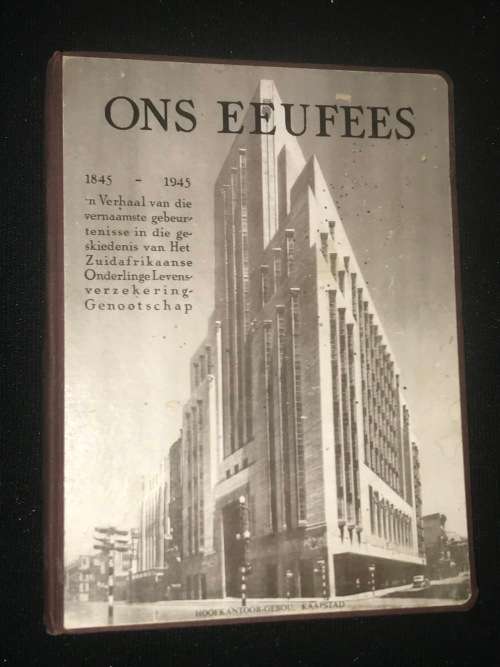 ONS EEUFEES
1845 - 1945
'n Verhaal van die
vernaamste gebeur-
tenisse in die ge-
skiedenis van Het
Zuidafrikaanse
Onderlinge Levens-
verzekering-
Genootschap
HOOFKANTOOR-GEBOU, KAAPSTAD